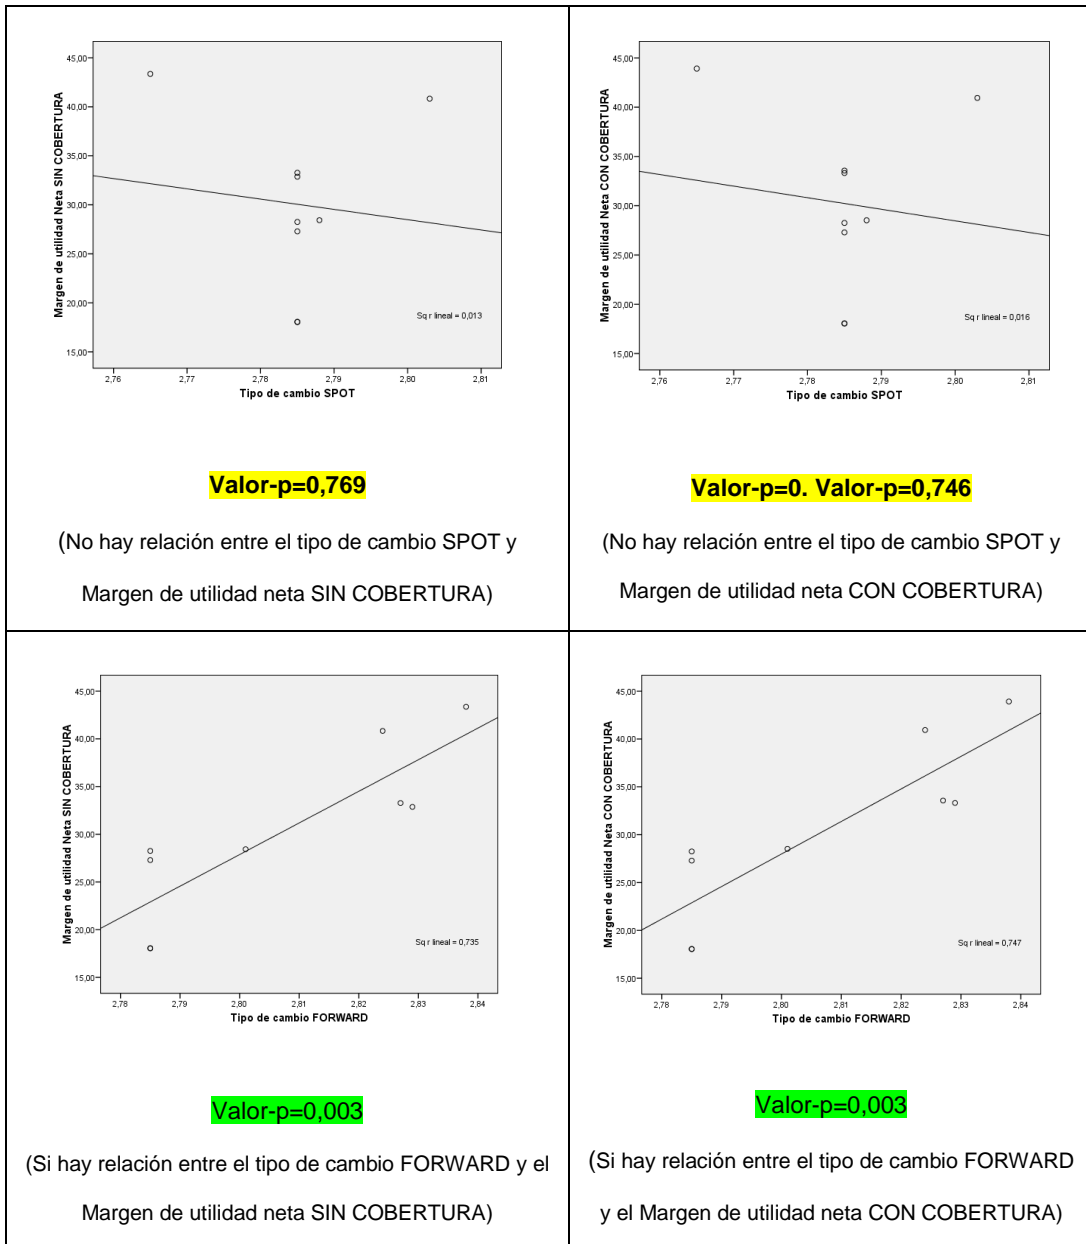 45,00
40,00
35,00
30,00
25,00
20,00
15,00
Margen de utilidad Neta SIN COBERTURA
Sq r lineal = 0,013
2,76 2,77 2,78 2,79 2,80 2,81
Tipo de cambio SPOT
Valor-p=0,769
(No hay relación entre el tipo de cambio SPOT y
Margen de utilidad neta SIN COBERTURA)
45,00
40,00
35,00
30,00
25,00
20,00
15,00
Margen de utilidad Neta CON COBERTURA
Sq r lineal = 0,016
2,76 2,77 2,78 2,79 2,80 2,81
Tipo de cambio SPOT
Valor-p=0. Valor-p=0,746
(No hay relación entre el tipo de cambio SPOT y
Margen de utilidad neta CON COBERTURA)
45,00
40,00
35,00
30,00
25,00
20,00
15,00
Margen de utilidad Neta SIN COBERTURA
Sq r lineal = 0,735
2,78 2,79 2,80 2,81 2,82 2,83 2,84
Tipo de cambio FORWARD
Valor-p=0,003
(Si hay relación entre el tipo de cambio FORWARD y el
Margen de utilidad neta SIN COBERTURA)
45,00
40,00
35,00
30,00
25,00
20,00
15,00
Margen de utilidad Neta CON COBERTURA
Sq r lineal = 0,747
2,78 2,79 2,80 2,81 2,82 2,83 2,84
Tipo de cambio FORWARD
Valor-p=0,003
(Si hay relación entre el tipo de cambio FORWARD
y el Margen de utilidad neta CON COBERTURA)